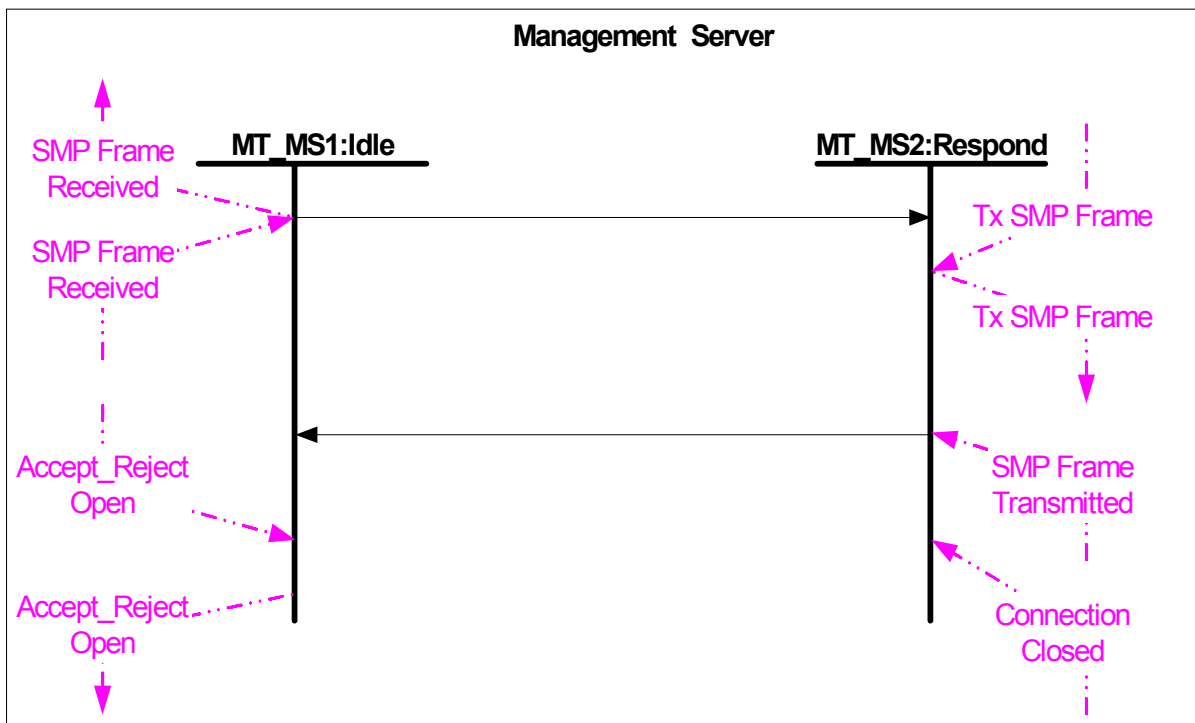 Management Server
MT_MS1:Idle
MT_MS2:Respond
SMP Frame
Received
SMP Frame
Received
Tx SMP Frame
Tx SMP Frame
Accept_Reject
Open
SMP Frame
Transmitted
Accept_Reject
Open
Connection
Closed